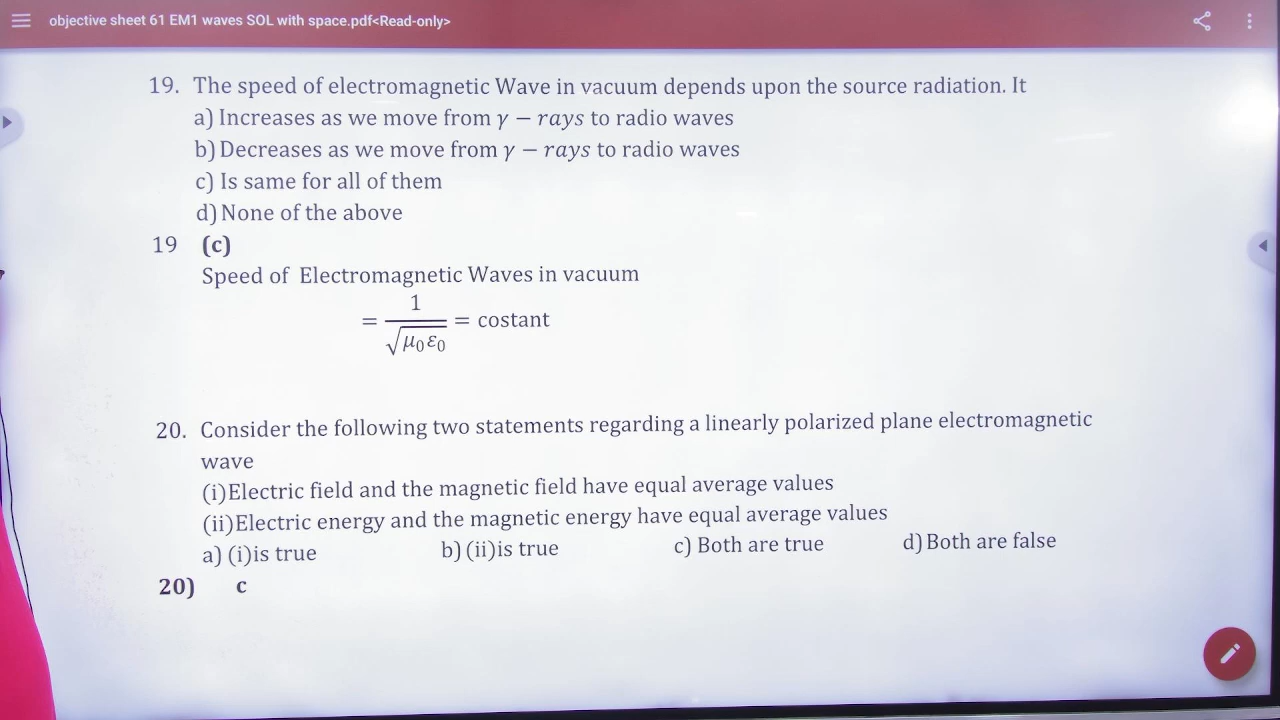 objective sheet 61 EM1 waves SOL with space.pdf<Read-only>
19. The speed of electromagnetic Wave in vacuum depends upon the source radiation. It
a) Increases as we move from γ − rays to radio waves
b) Decreases as we move from γ − rays to radio waves
c) Is same for all of them
d) None of the above
19 (c)
Speed of Electromagnetic Waves in vacuum
= 1/√μ₀ε₀ = costant
20. Consider the following two statements regarding a linearly polarized plane electromagnetic
wave
(i)Electric field and the magnetic field have equal average values
(ii)Electric energy and the magnetic energy have equal average values
a) (i)is true b) (ii)is true c) Both are true d) Both are false
20) c